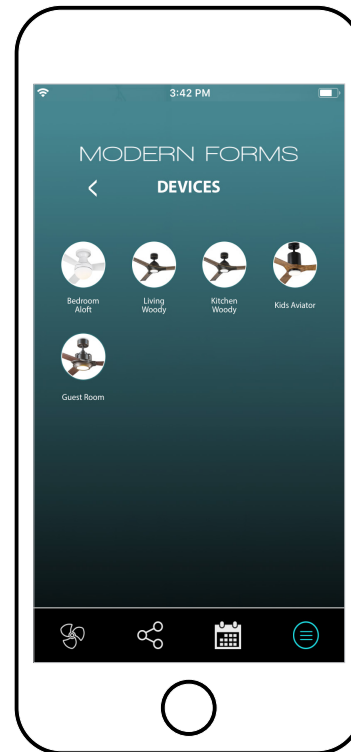 3:42 PM
MODERN FORMS
DEVICES
Bedroom
Aloft
Living
Woody
Kitchen
Woody
Kids Aviator
Guest Room